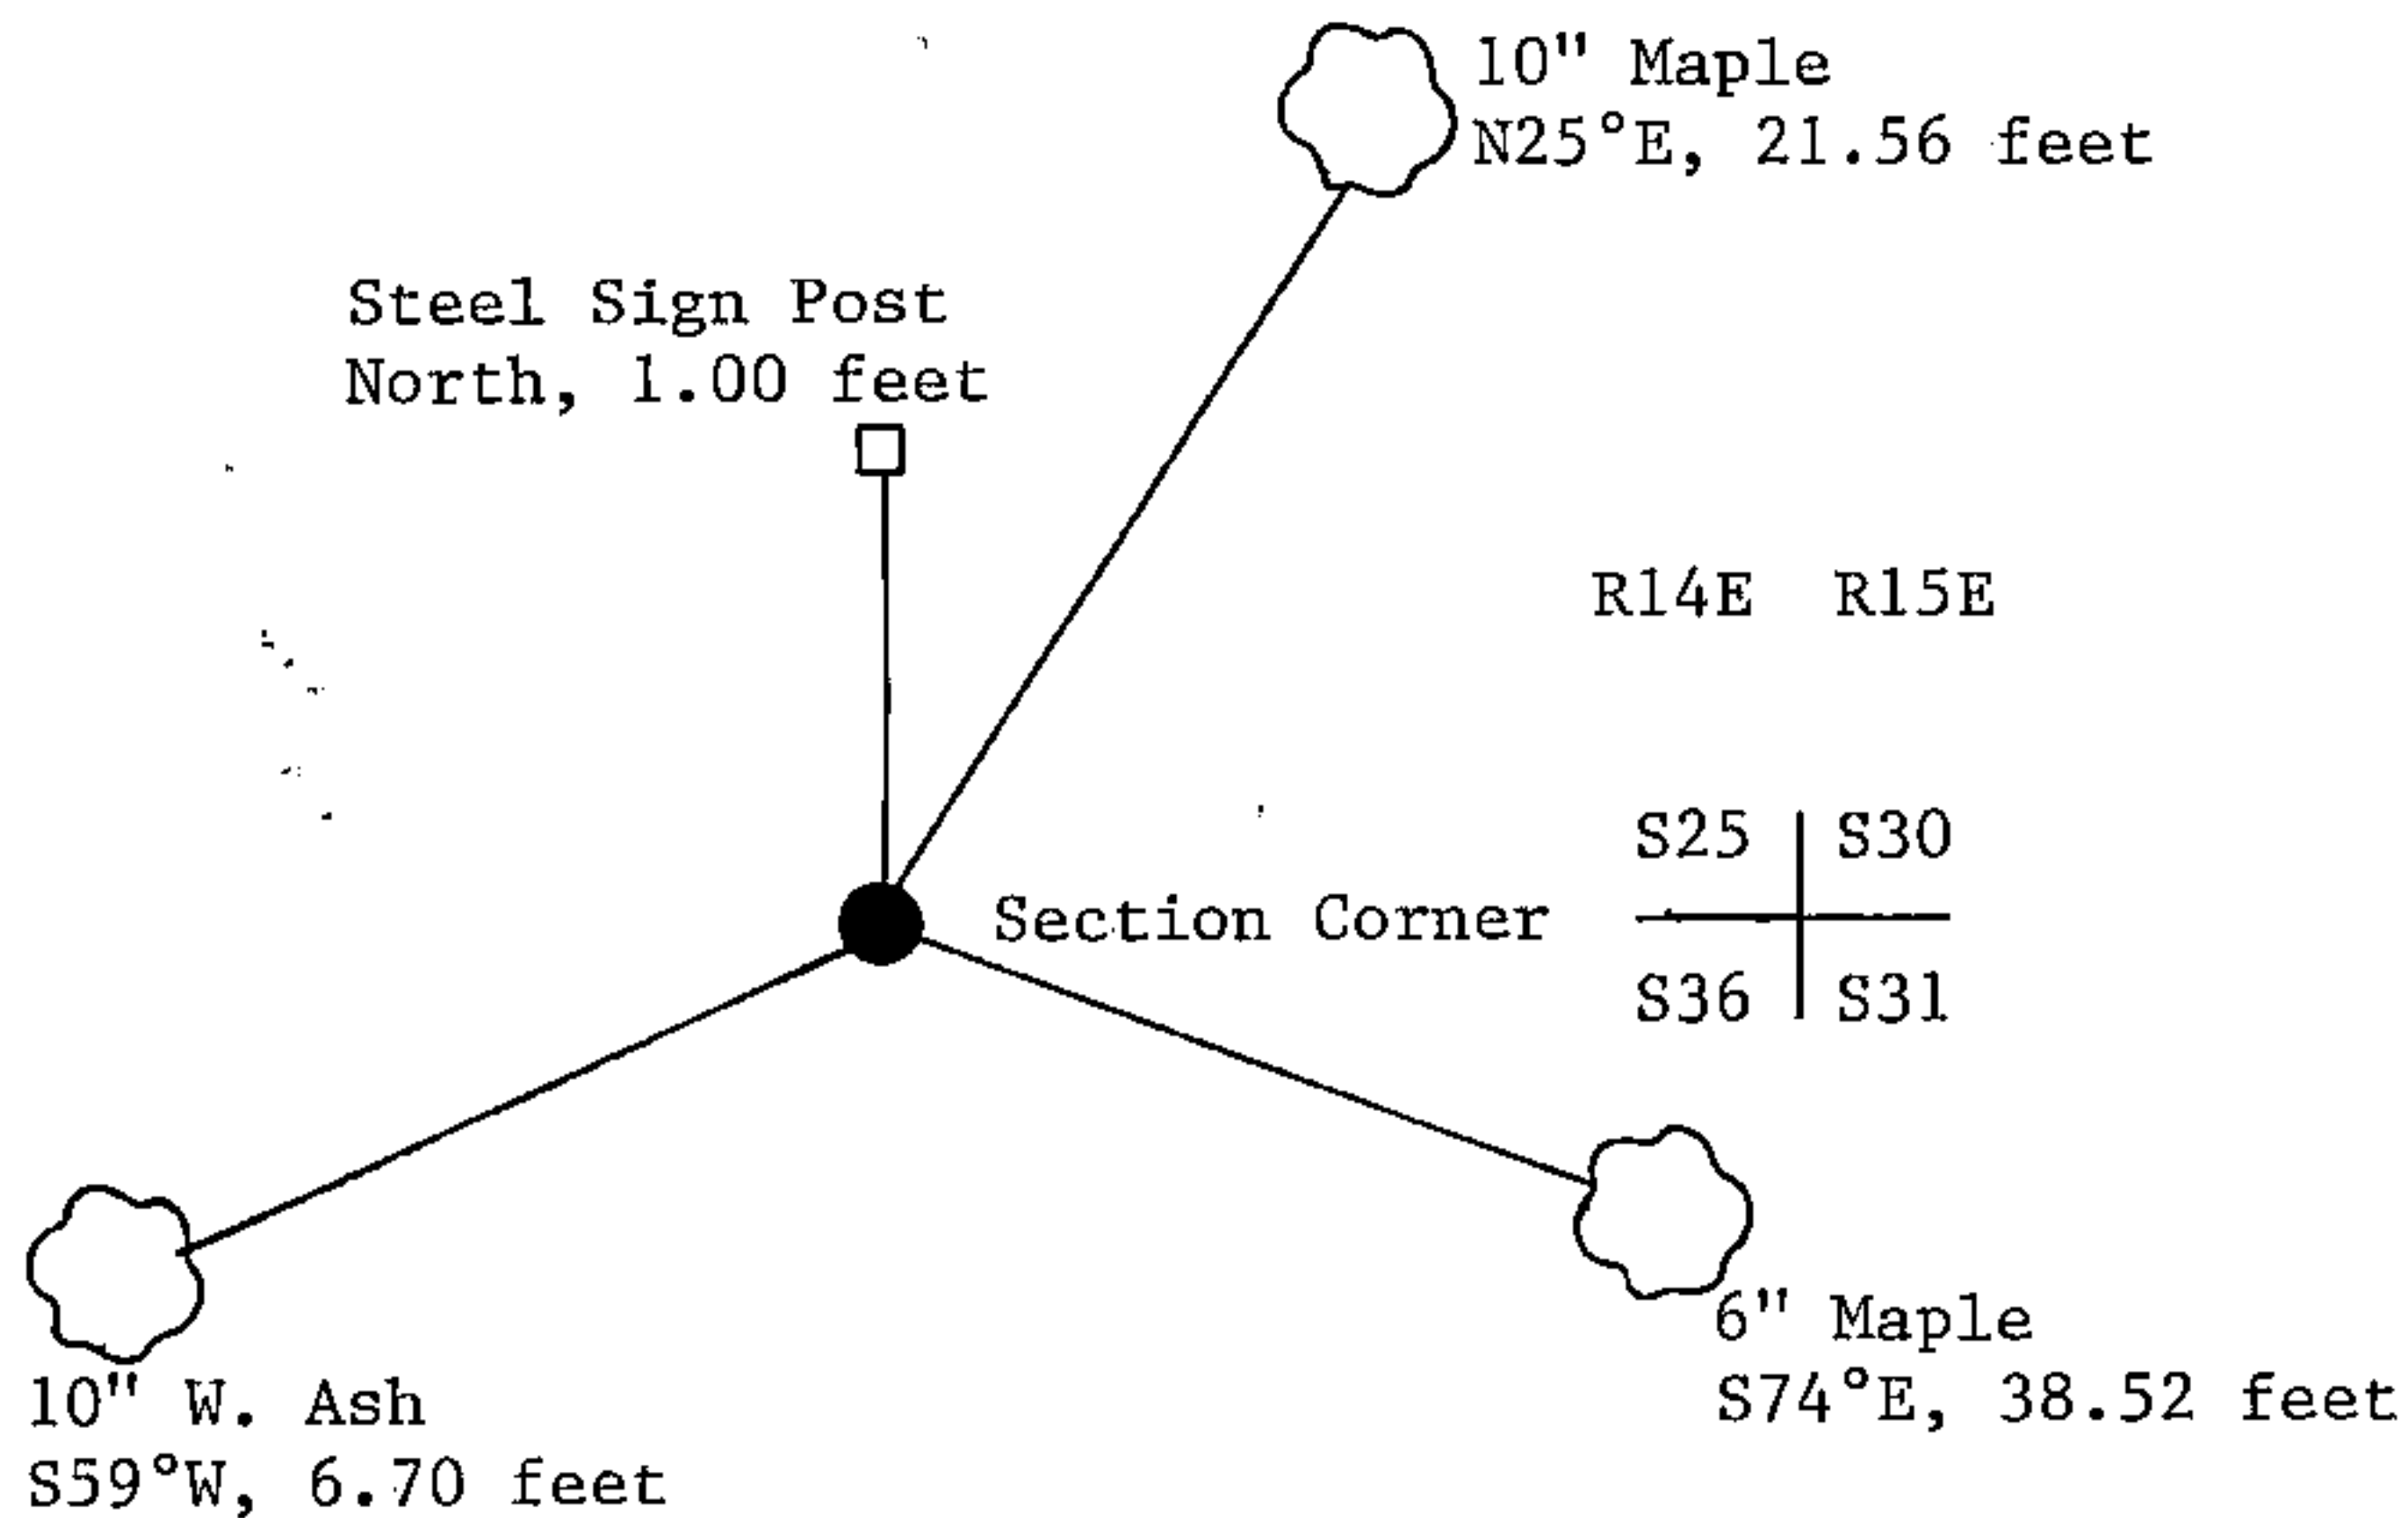 10" Maple
N25°E, 21.56 feet
Steel Sign Post
North, 1.00 feet
R14E R15E
S25 S30
Section Corner
S36 S31
6" Maple
S74°E, 38.52 feet
10" W. Ash
S59°W, 6.70 feet